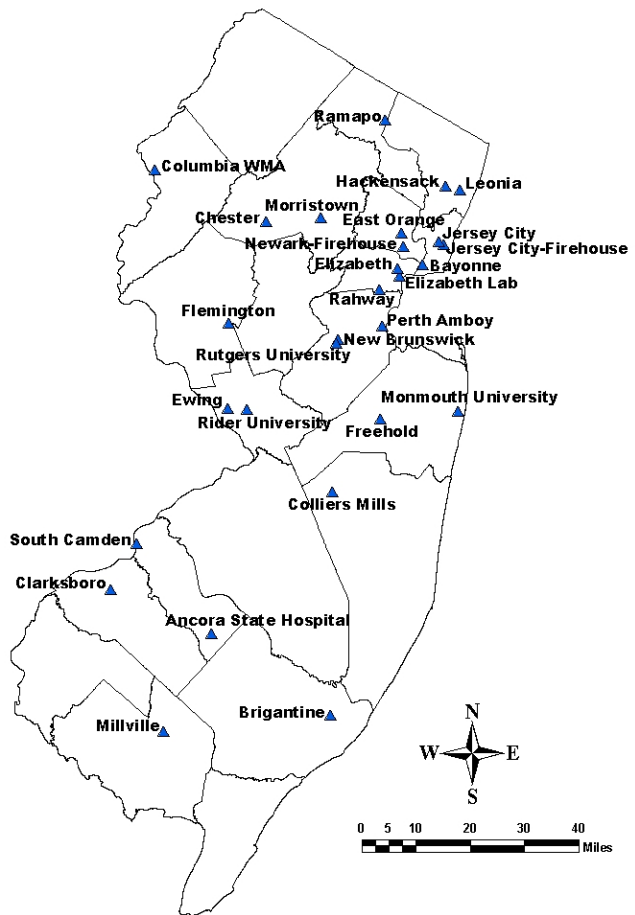 Ramapo
Columbia WMA
Hackensack
Leonia
Morristown
Chester
East Orange
Jersey City
Newark-Firehouse
Jersey City-Firehouse
Elizabeth
Bayonne
Elizabeth Lab
Rahway
Flemington
Perth Amboy
New Brunswick
Rutgers University
Monmouth University
Ewing
Rider University
Freehold
Colliers Mills
South Camden
Clarksboro
Ancora State Hospital
Brigantine
Millville
N
W E
S
0 5 10 20 30 40
Miles